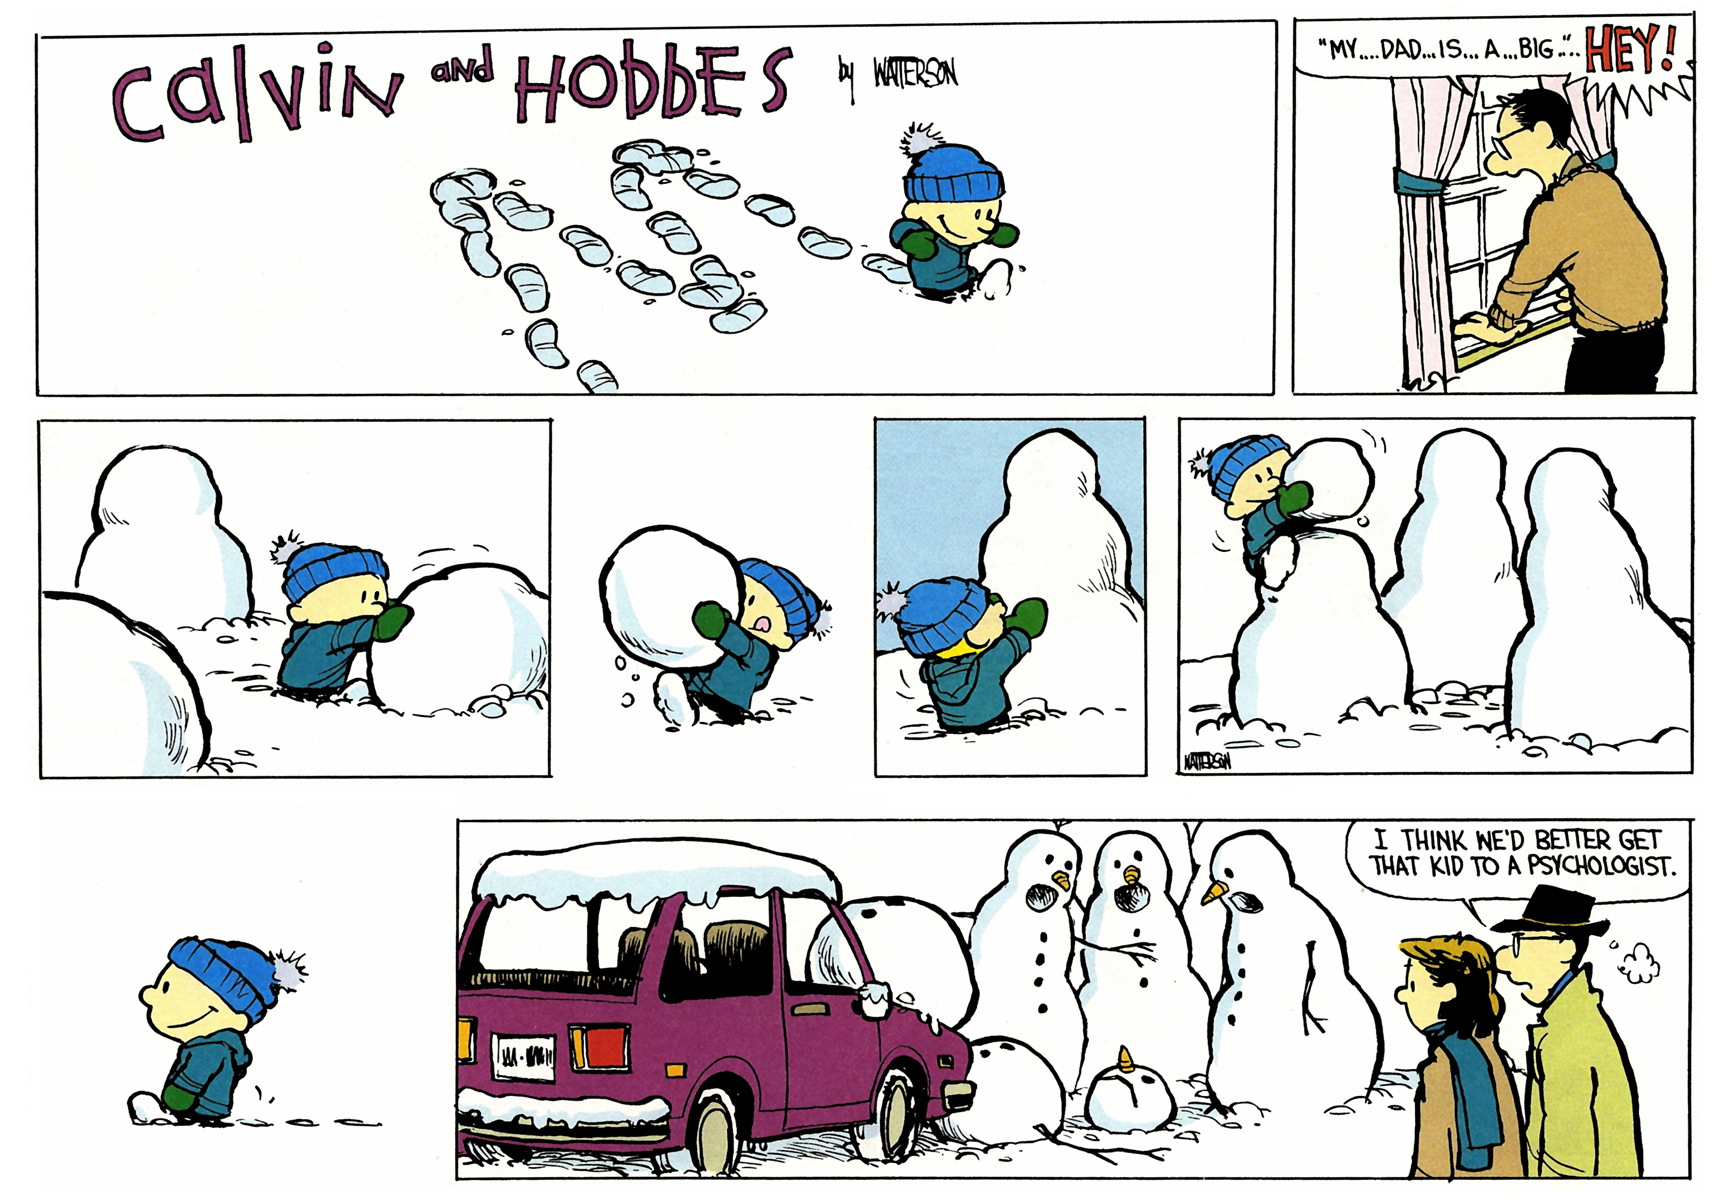 CalviN aNd HObbES by WATTERSON
"MY....DAD...IS... A...BIG."... HEY!
WATTERSON
I THINK WE'D BETTER GET
THAT KID TO A PSYCHOLOGIST.